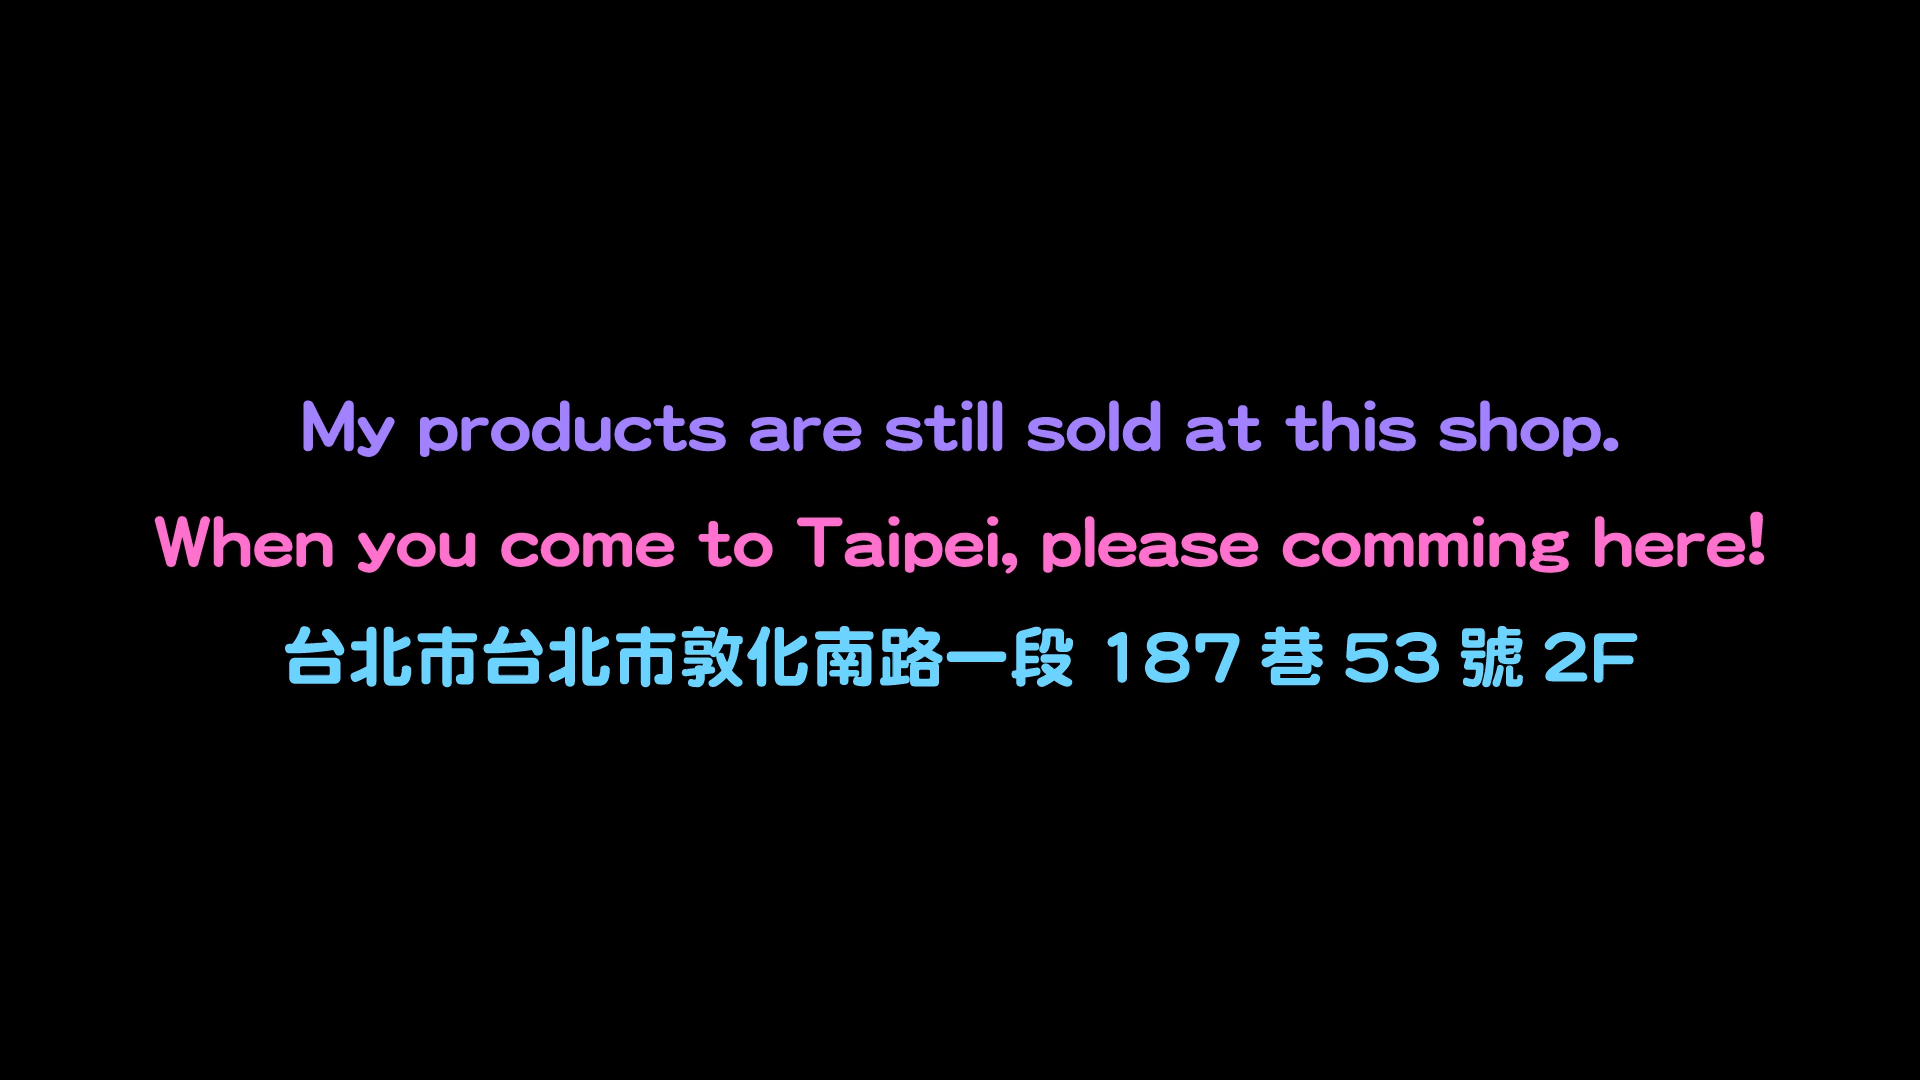 My products are still sold at this shop.
When you come to Taipei, please comming here!
台北市台北市敦化南路一段 187 巷 53 號 2F